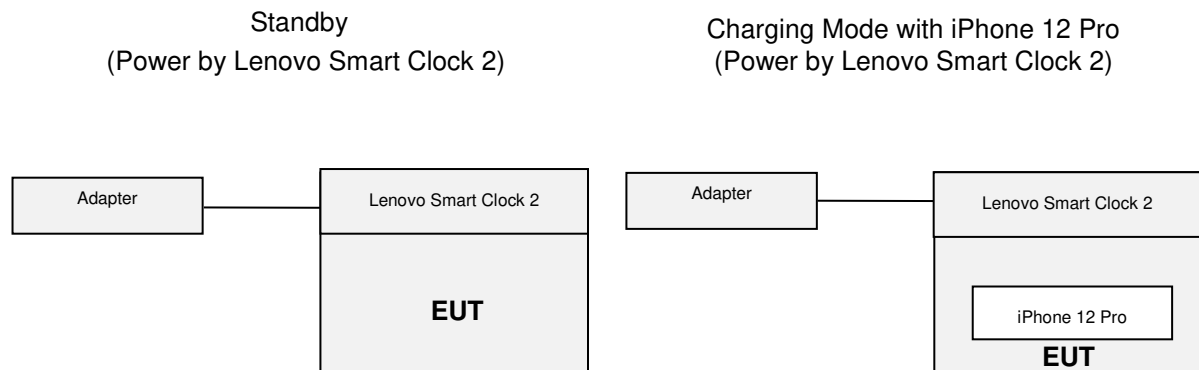 Standby
(Power by Lenovo Smart Clock 2)
Adapter
Lenovo Smart Clock 2
EUT
Charging Mode with iPhone 12 Pro
(Power by Lenovo Smart Clock 2)
Adapter
Lenovo Smart Clock 2
iPhone 12 Pro
EUT